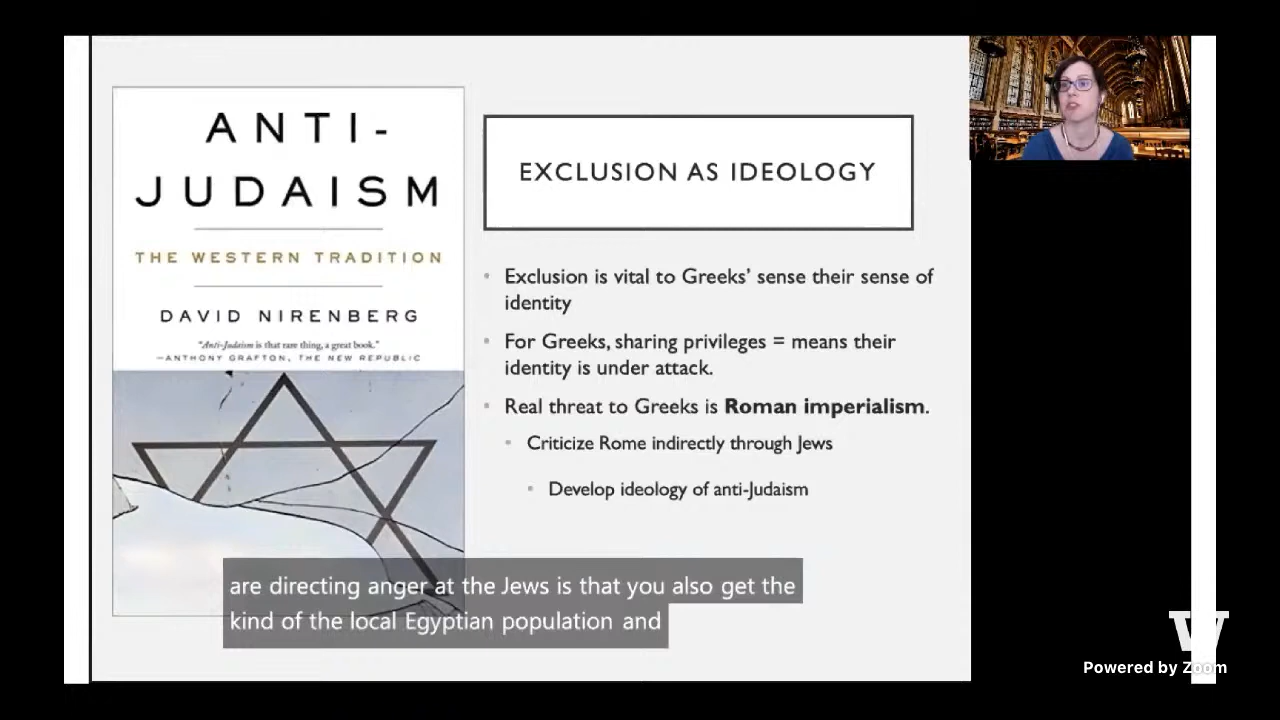 ANTI-
JUDAISM
THE WESTERN TRADITION
DAVID NIRENBERG
"Anti-Judaism is that rare thing, a great book."
—ANTHONY GRAFTON, THE NEW REPUBLIC
EXCLUSION AS IDEOLOGY
• Exclusion is vital to Greeks' sense their sense of
identity
• For Greeks, sharing privileges = means their
identity is under attack.
• Real threat to Greeks is Roman imperialism.
• Criticize Rome indirectly through Jews
• Develop ideology of anti-Judaism
are directing anger at the Jews is that you also get the
kind of the local Egyptian population and
W
Powered by Zoom